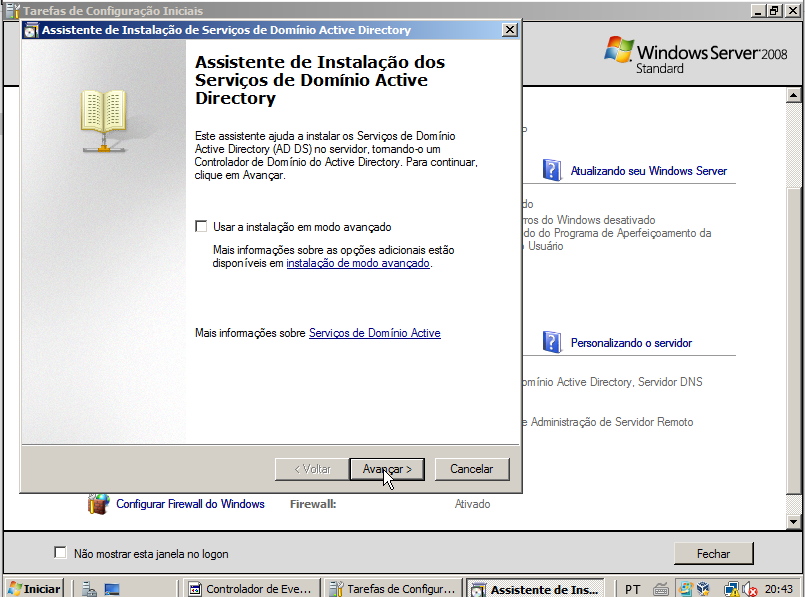 Tarefas de Configuração Iniciais
Assistente de Instalação de Serviços de Domínio Active Directory
Assistente de Instalação dos
Serviços de Domínio Active
Directory
Este assistente ajuda a instalar os Serviços de Domínio
Active Directory (AD DS) no servidor, tornando-o um
Controlador de Domínio do Active Directory. Para continuar,
clique em Avançar.
Usar a instalação em modo avançado
Mais informações sobre as opções adicionais estão
disponíveis em instalação de modo avançado.
Mais informações sobre Serviços de Domínio Active
< Voltar
Avançar >
Cancelar
Windows Server 2008
Standard
Atualizando seu Windows Server
do
rros do Windows desativado
do do Programa de Aperfeiçoamento da
Usuário
Personalizando o servidor
omínio Active Directory, Servidor DNS
e Administração de Servidor Remoto
Configurar Firewall do Windows
Firewall:
Ativado
Não mostrar esta janela no logon
Fechar
Iniciar
Controlador de Eve...
Tarefas de Configur...
Assistente de Ins...
PT
20:43